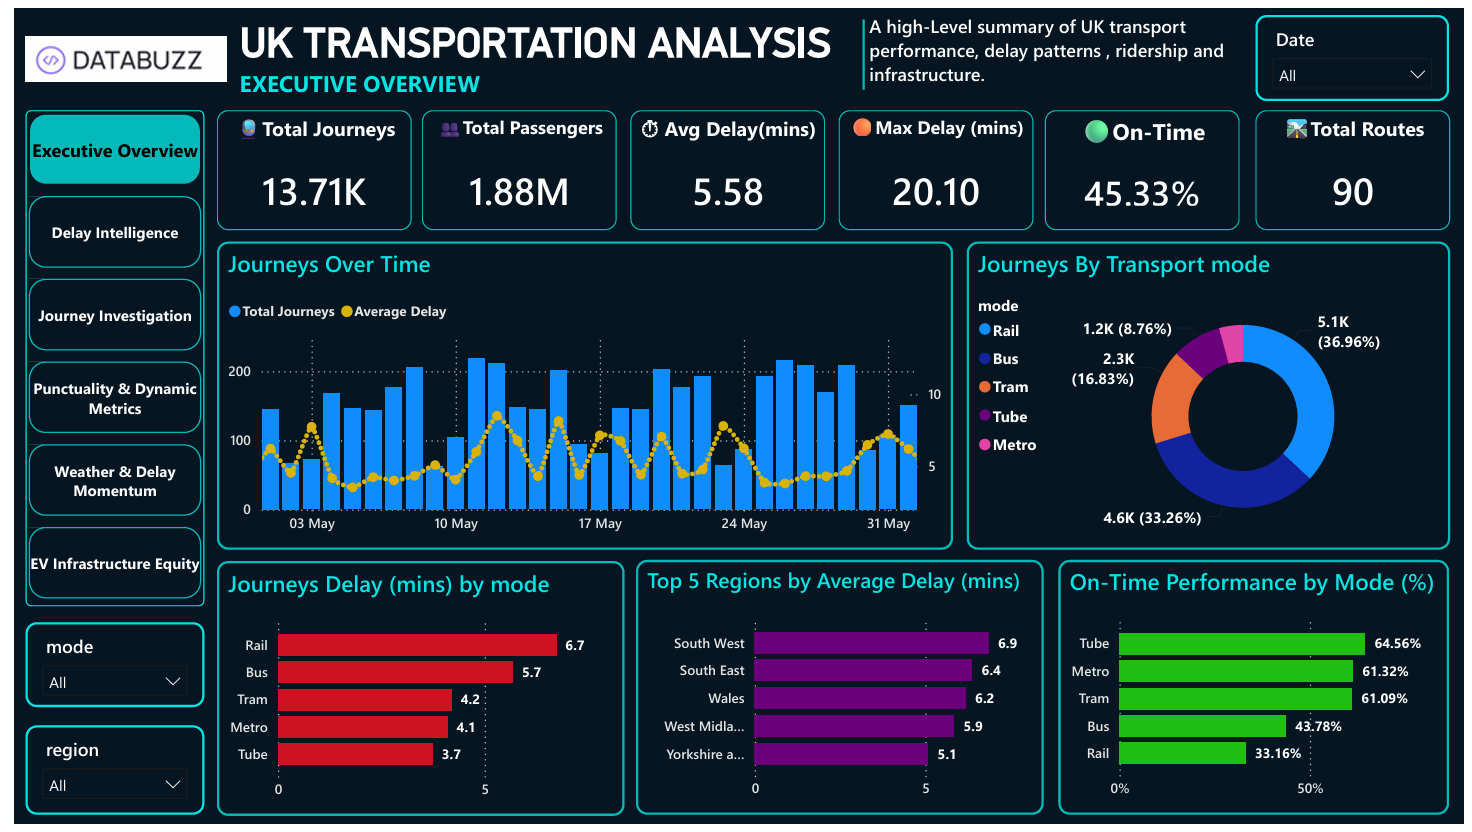 DATABUZZ
UK TRANSPORTATION ANALYSIS
EXECUTIVE OVERVIEW
A high-Level summary of UK transport
performance, delay patterns , ridership and
infrastructure.
Date
All
Executive Overview
Delay Intelligence
Journey Investigation
Punctuality & Dynamic
Metrics
Weather & Delay
Momentum
EV Infrastructure Equity
mode
All
region
All
Total Journeys
13.71K
Total Passengers
1.88M
Avg Delay(mins)
5.58
Max Delay (mins)
20.10
On-Time
45.33%
Total Routes
90
Journeys Over Time
Total Journeys Average Delay
200
100
0
10
5
03 May 10 May 17 May 24 May 31 May
Journeys By Transport mode
mode
Rail
Bus
Tram
Tube
Metro
5.1K
(36.96%)
1.2K (8.76%)
2.3K
(16.83%)
4.6K (33.26%)
Journeys Delay (mins) by mode
Rail 6.7
Bus 5.7
Tram 4.2
Metro 4.1
Tube 3.7
0 5
Top 5 Regions by Average Delay (mins)
South West 6.9
South East 6.4
Wales 6.2
West Midla... 5.9
Yorkshire a... 5.1
0 5
On-Time Performance by Mode (%)
Tube 64.56%
Metro 61.32%
Tram 61.09%
Bus 43.78%
Rail 33.16%
0% 50%